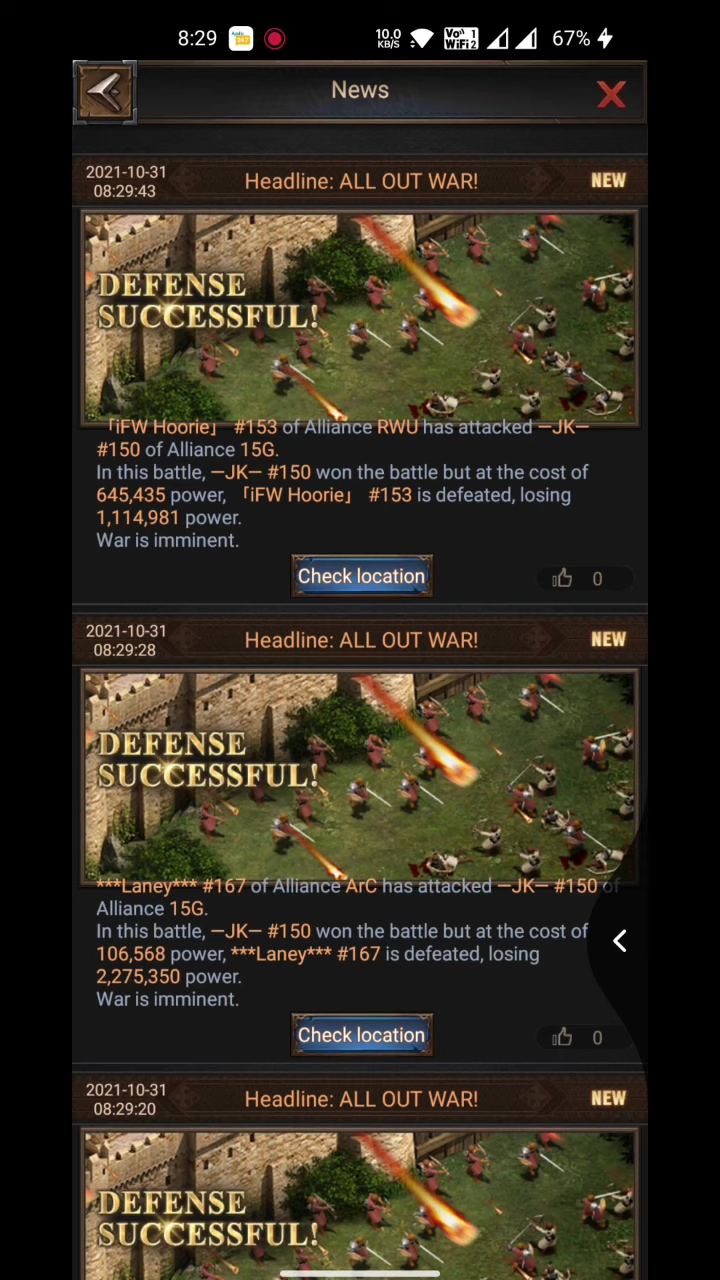 8:29
10.0 KB/S
Vo 1
WiFi2
67%
News
2021-10-31
08:29:43
Headline: ALL OUT WAR!
NEW
DEFENSE
SUCCESSFUL!
「iFW Hoorie」 #153 of Alliance RWU has attacked —JK—
#150 of Alliance 15G.
In this battle, —JK— #150 won the battle but at the cost of
645,435 power, 「iFW Hoorie」 #153 is defeated, losing
1,114,981 power.
War is imminent.
Check location
0
2021-10-31
08:29:28
Headline: ALL OUT WAR!
NEW
DEFENSE
SUCCESSFUL!
***Laney*** #167 of Alliance ArC has attacked —JK— #150 of
Alliance 15G.
In this battle, —JK— #150 won the battle but at the cost of
106,568 power, ***Laney*** #167 is defeated, losing
2,275,350 power.
War is imminent.
Check location
0
2021-10-31
08:29:20
Headline: ALL OUT WAR!
NEW
DEFENSE
SUCCESSFUL!